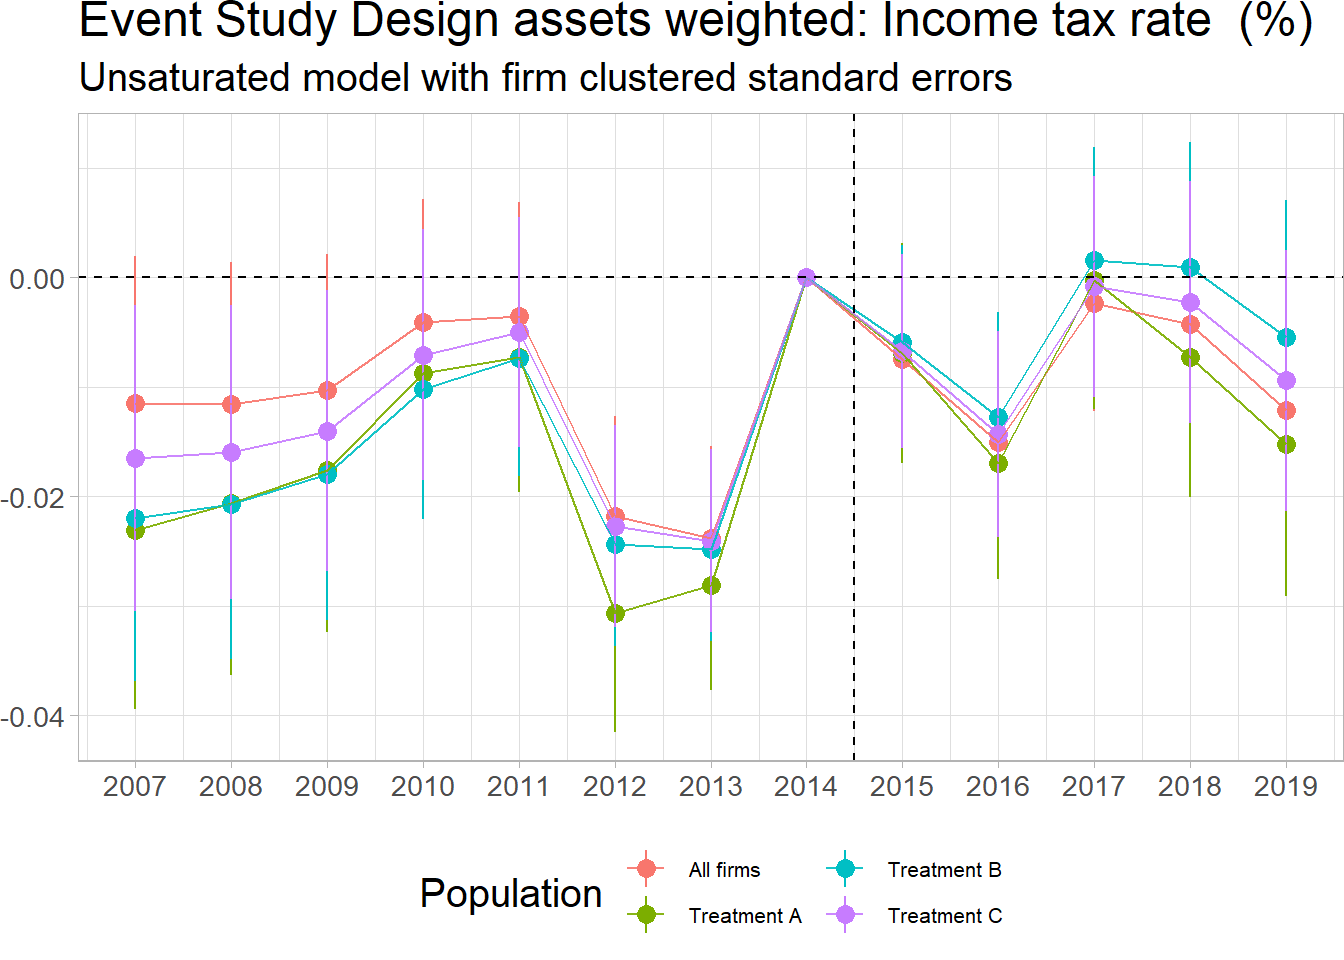 Event Study Design assets weighted: Income tax rate (%)
Unsaturated model with firm clustered standard errors
0.00
-0.02
-0.04
2007 2008 2009 2010 2011 2012 2013 2014 2015 2016 2017 2018 2019
Population
All firms
Treatment A
Treatment B
Treatment C